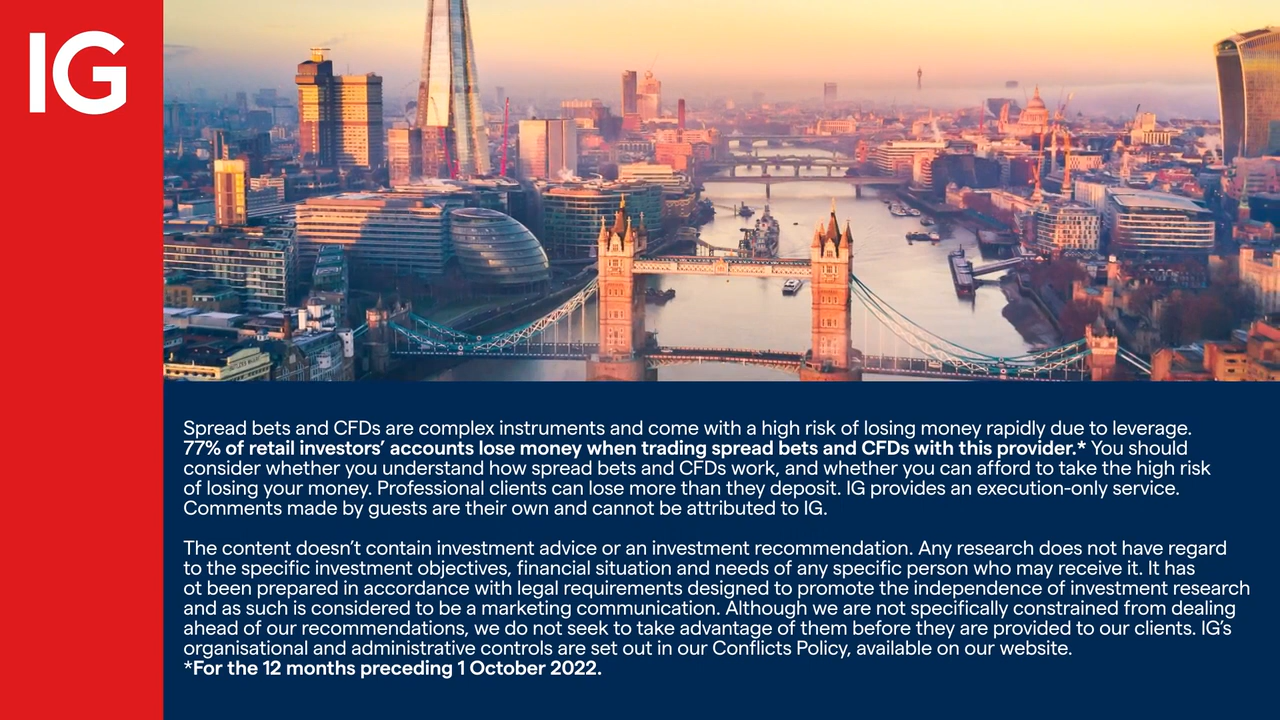 IG
Spread bets and CFDs are complex instruments and come with a high risk of losing money rapidly due to leverage.
77% of retail investors’ accounts lose money when trading spread bets and CFDs with this provider.* You should
consider whether you understand how spread bets and CFDs work, and whether you can afford to take the high risk
of losing your money. Professional clients can lose more than they deposit. IG provides an execution-only service.
Comments made by guests are their own and cannot be attributed to IG.
The content doesn’t contain investment advice or an investment recommendation. Any research does not have regard
to the specific investment objectives, financial situation and needs of any specific person who may receive it. It has
ot been prepared in accordance with legal requirements designed to promote the independence of investment research
and as such is considered to be a marketing communication. Although we are not specifically constrained from dealing
ahead of our recommendations, we do not seek to take advantage of them before they are provided to our clients. IG’s
organisational and administrative controls are set out in our Conflicts Policy, available on our website.
*For the 12 months preceding 1 October 2022.